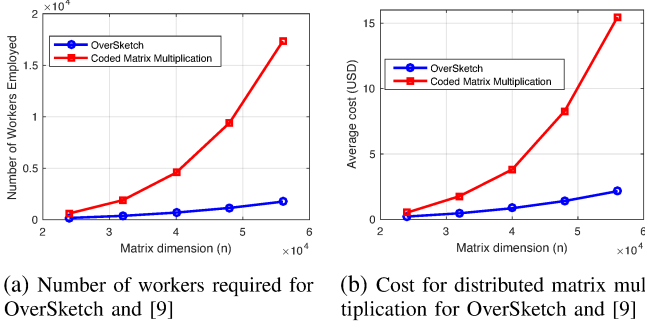 2 ×10⁴
1.5
1
0.5
0
2 3 4 5 6
×10⁴
Number of Workers Employed
Matrix dimension (n)
OverSketch
Coded Matrix Multiplication
15
10
5
0
2 3 4 5 6
×10⁴
Average cost (USD)
Matrix dimension (n)
OverSketch
Coded Matrix Multiplication
(a) Number of workers required for
OverSketch and [9]
(b) Cost for distributed matrix mul
tiplication for OverSketch and [9]